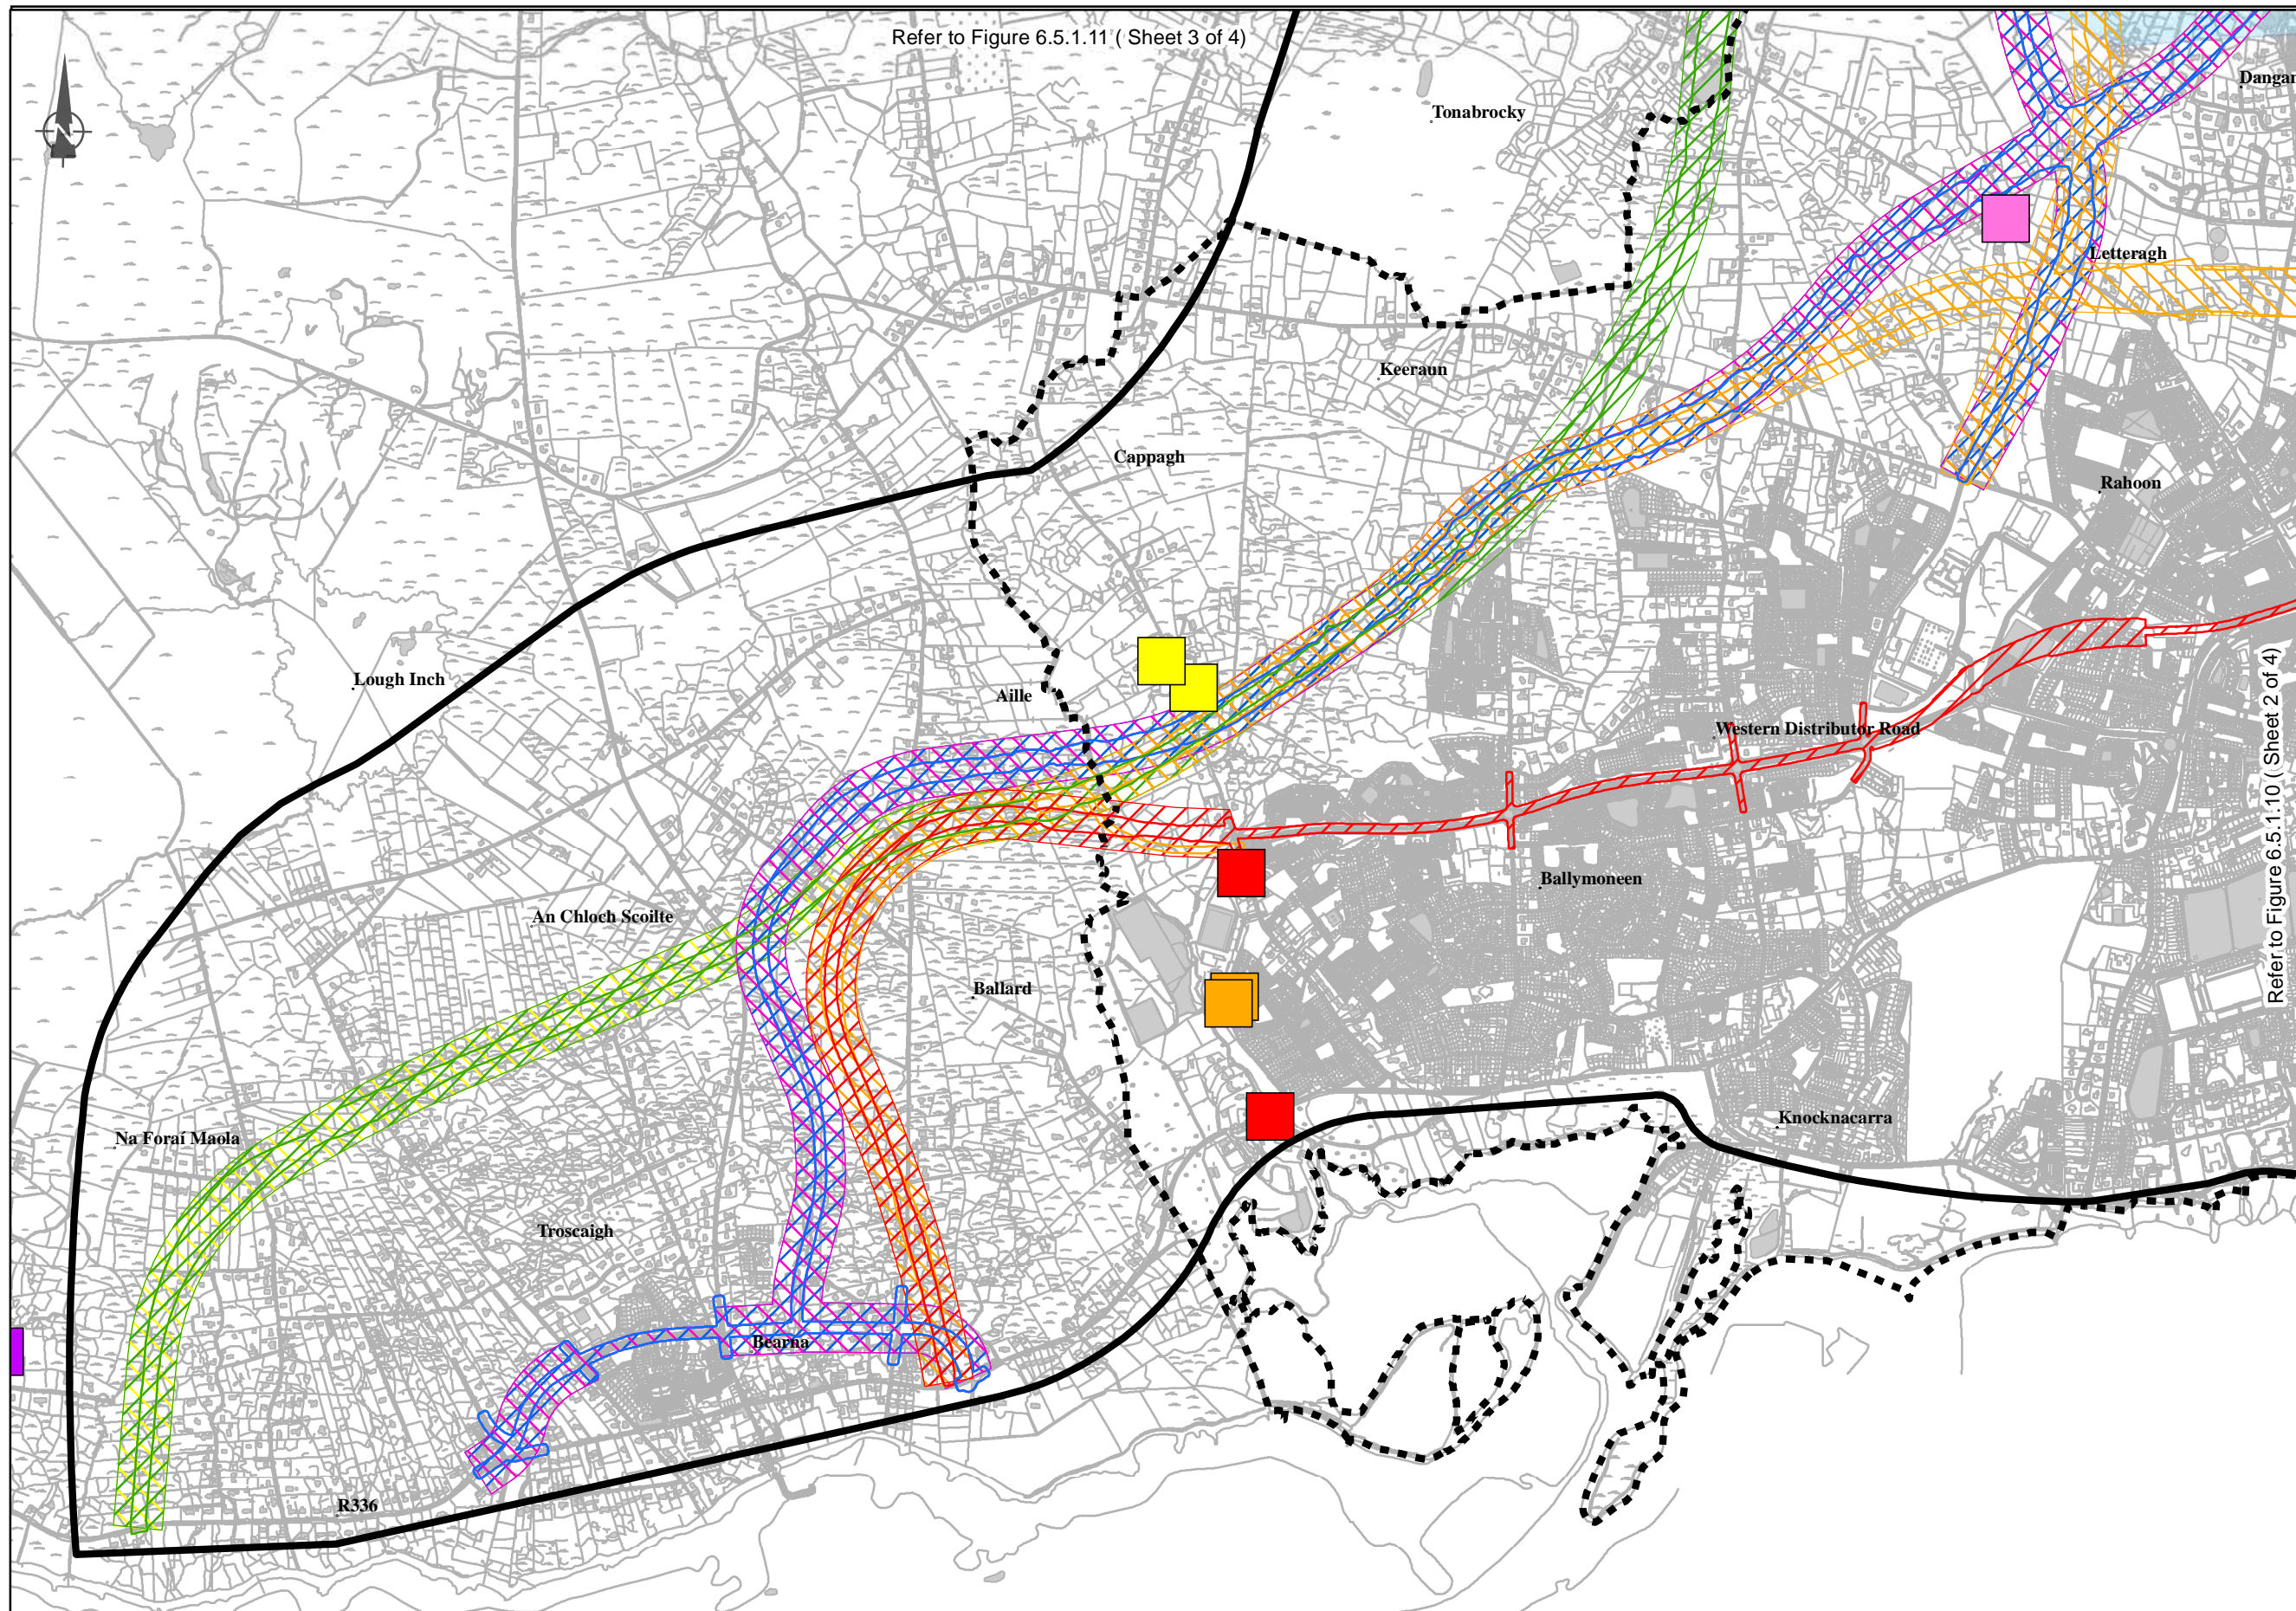 Refer to Figure 6.5.1.11 ( Sheet 3 of 4)
N
Dangan
Tonabrocky
Letteragh
Keeraun
Cappagh
Rahoon
Lough Inch
Aille
Western Distributor Road
Refer to Figure 6.5.1.10 ( Sheet 2 of 4)
Ballymoneen
An Chloch Scoilte
Ballard
Knocknacarra
Na Foraí Maola
Troscaigh
Bearna
R336